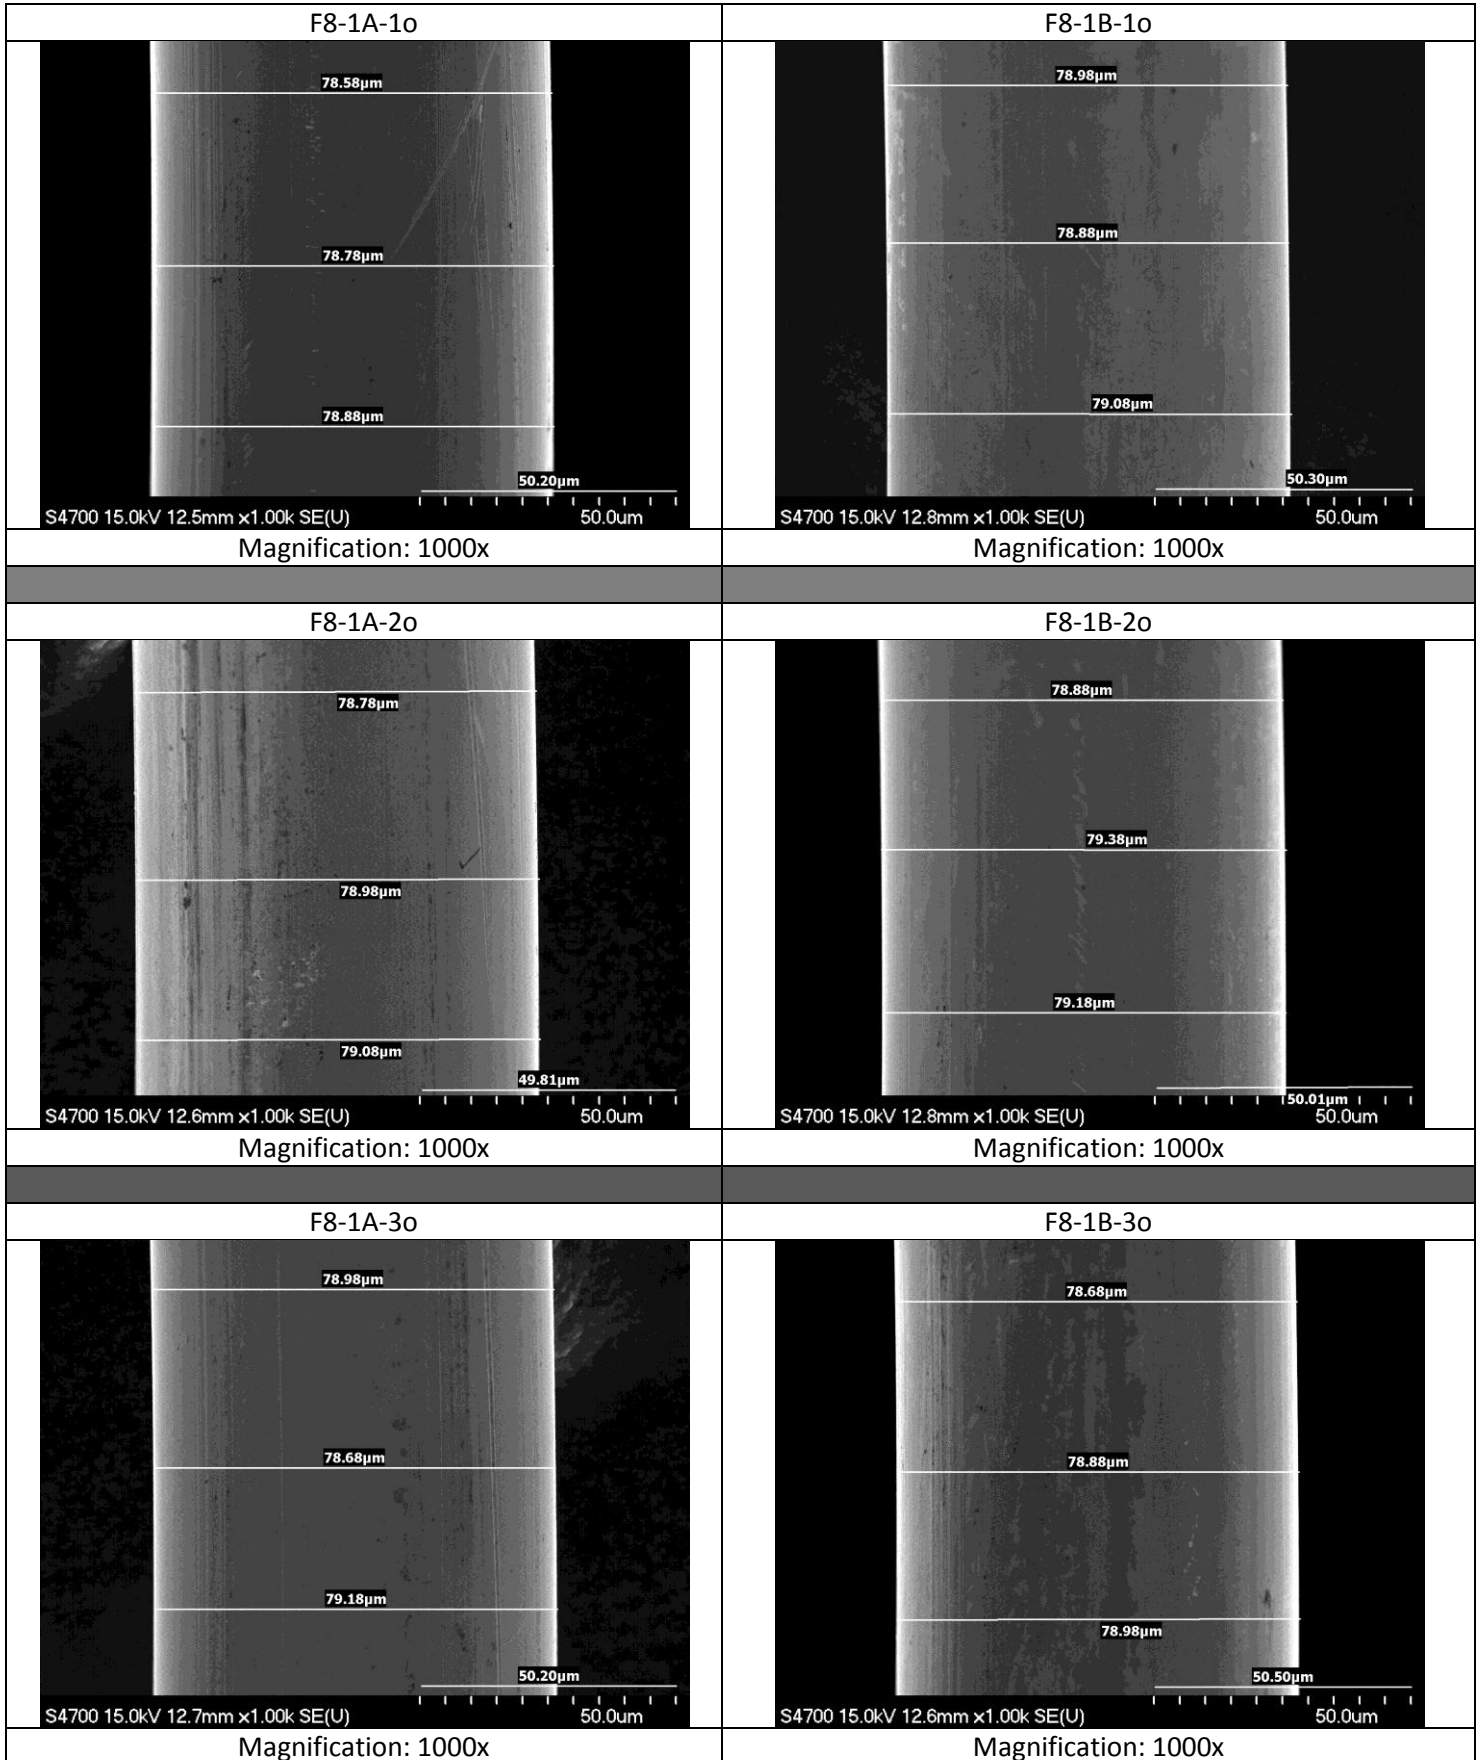 F8-1A-1o
F8-1B-1o
78.58µm
78.78µm
78.88µm
50.20µm
S4700 15.0kV 12.5mm x1.00k SE(U)
50.0um
78.98µm
78.88µm
79.08µm
50.30µm
S4700 15.0kV 12.8mm x1.00k SE(U)
50.0um
Magnification: 1000x
Magnification: 1000x
F8-1A-2o
F8-1B-2o
78.78µm
78.98µm
79.08µm
49.81µm
S4700 15.0kV 12.6mm x1.00k SE(U)
50.0um
78.88µm
79.38µm
79.18µm
50.01µm
S4700 15.0kV 12.8mm x1.00k SE(U)
50.0um
Magnification: 1000x
Magnification: 1000x
F8-1A-3o
F8-1B-3o
78.98µm
78.68µm
79.18µm
50.20µm
S4700 15.0kV 12.7mm x1.00k SE(U)
50.0um
78.68µm
78.88µm
78.98µm
50.50µm
S4700 15.0kV 12.6mm x1.00k SE(U)
50.0um
Magnification: 1000x
Magnification: 1000x